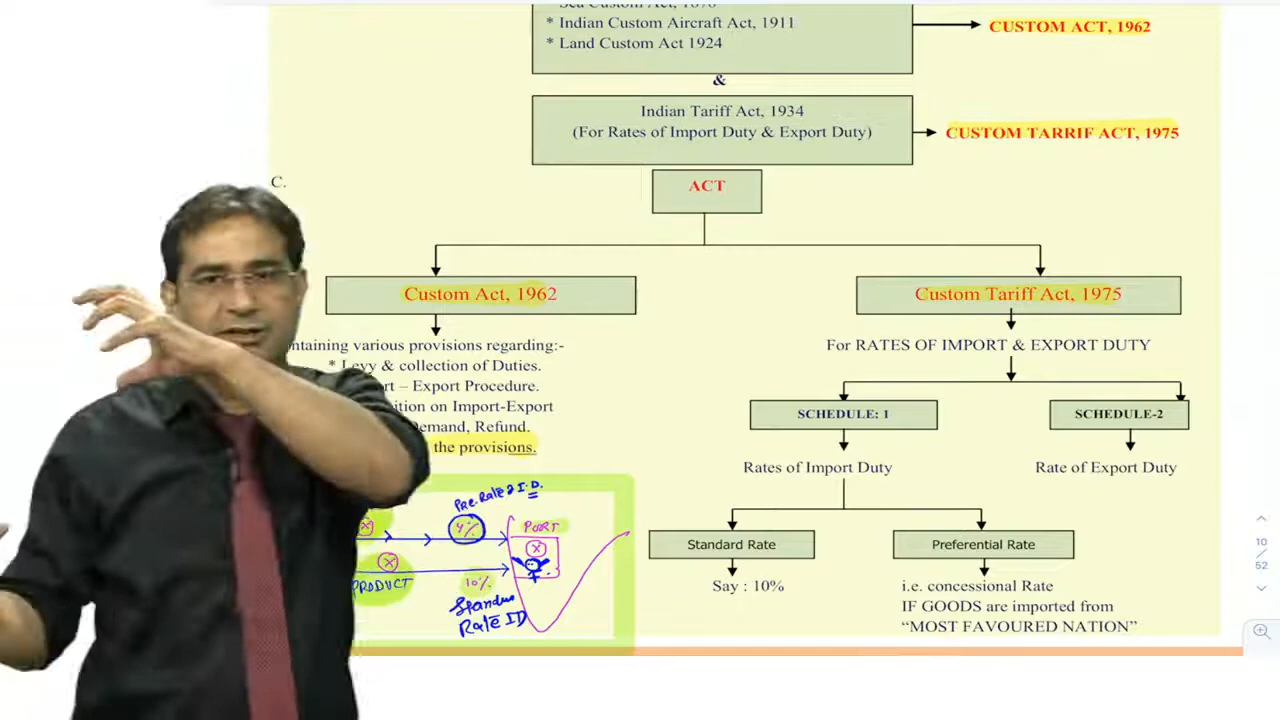 * Indian Custom Aircraft Act, 1911
* Land Custom Act 1924
CUSTOM ACT, 1962
&
Indian Tariff Act, 1934
(For Rates of Import Duty & Export Duty)
CUSTOM TARRIF ACT, 1975
C.
ACT
Custom Act, 1962
Custom Tariff Act, 1975
ntaining various provisions regarding:-
* Levy & collection of Duties.
rt – Export Procedure.
ition on Import-Export
Demand, Refund.
the provisions.
For RATES OF IMPORT & EXPORT DUTY
SCHEDULE: 1
SCHEDULE-2
Rates of Import Duty
Rate of Export Duty
Standard Rate
Preferential Rate
Say : 10%
i.e. concessional Rate
IF GOODS are imported from
“MOST FAVOURED NATION”
Pre. Rate I.D.
4%
PORT
X
X
X
PRODUCT
10%
Rate ID
10
52